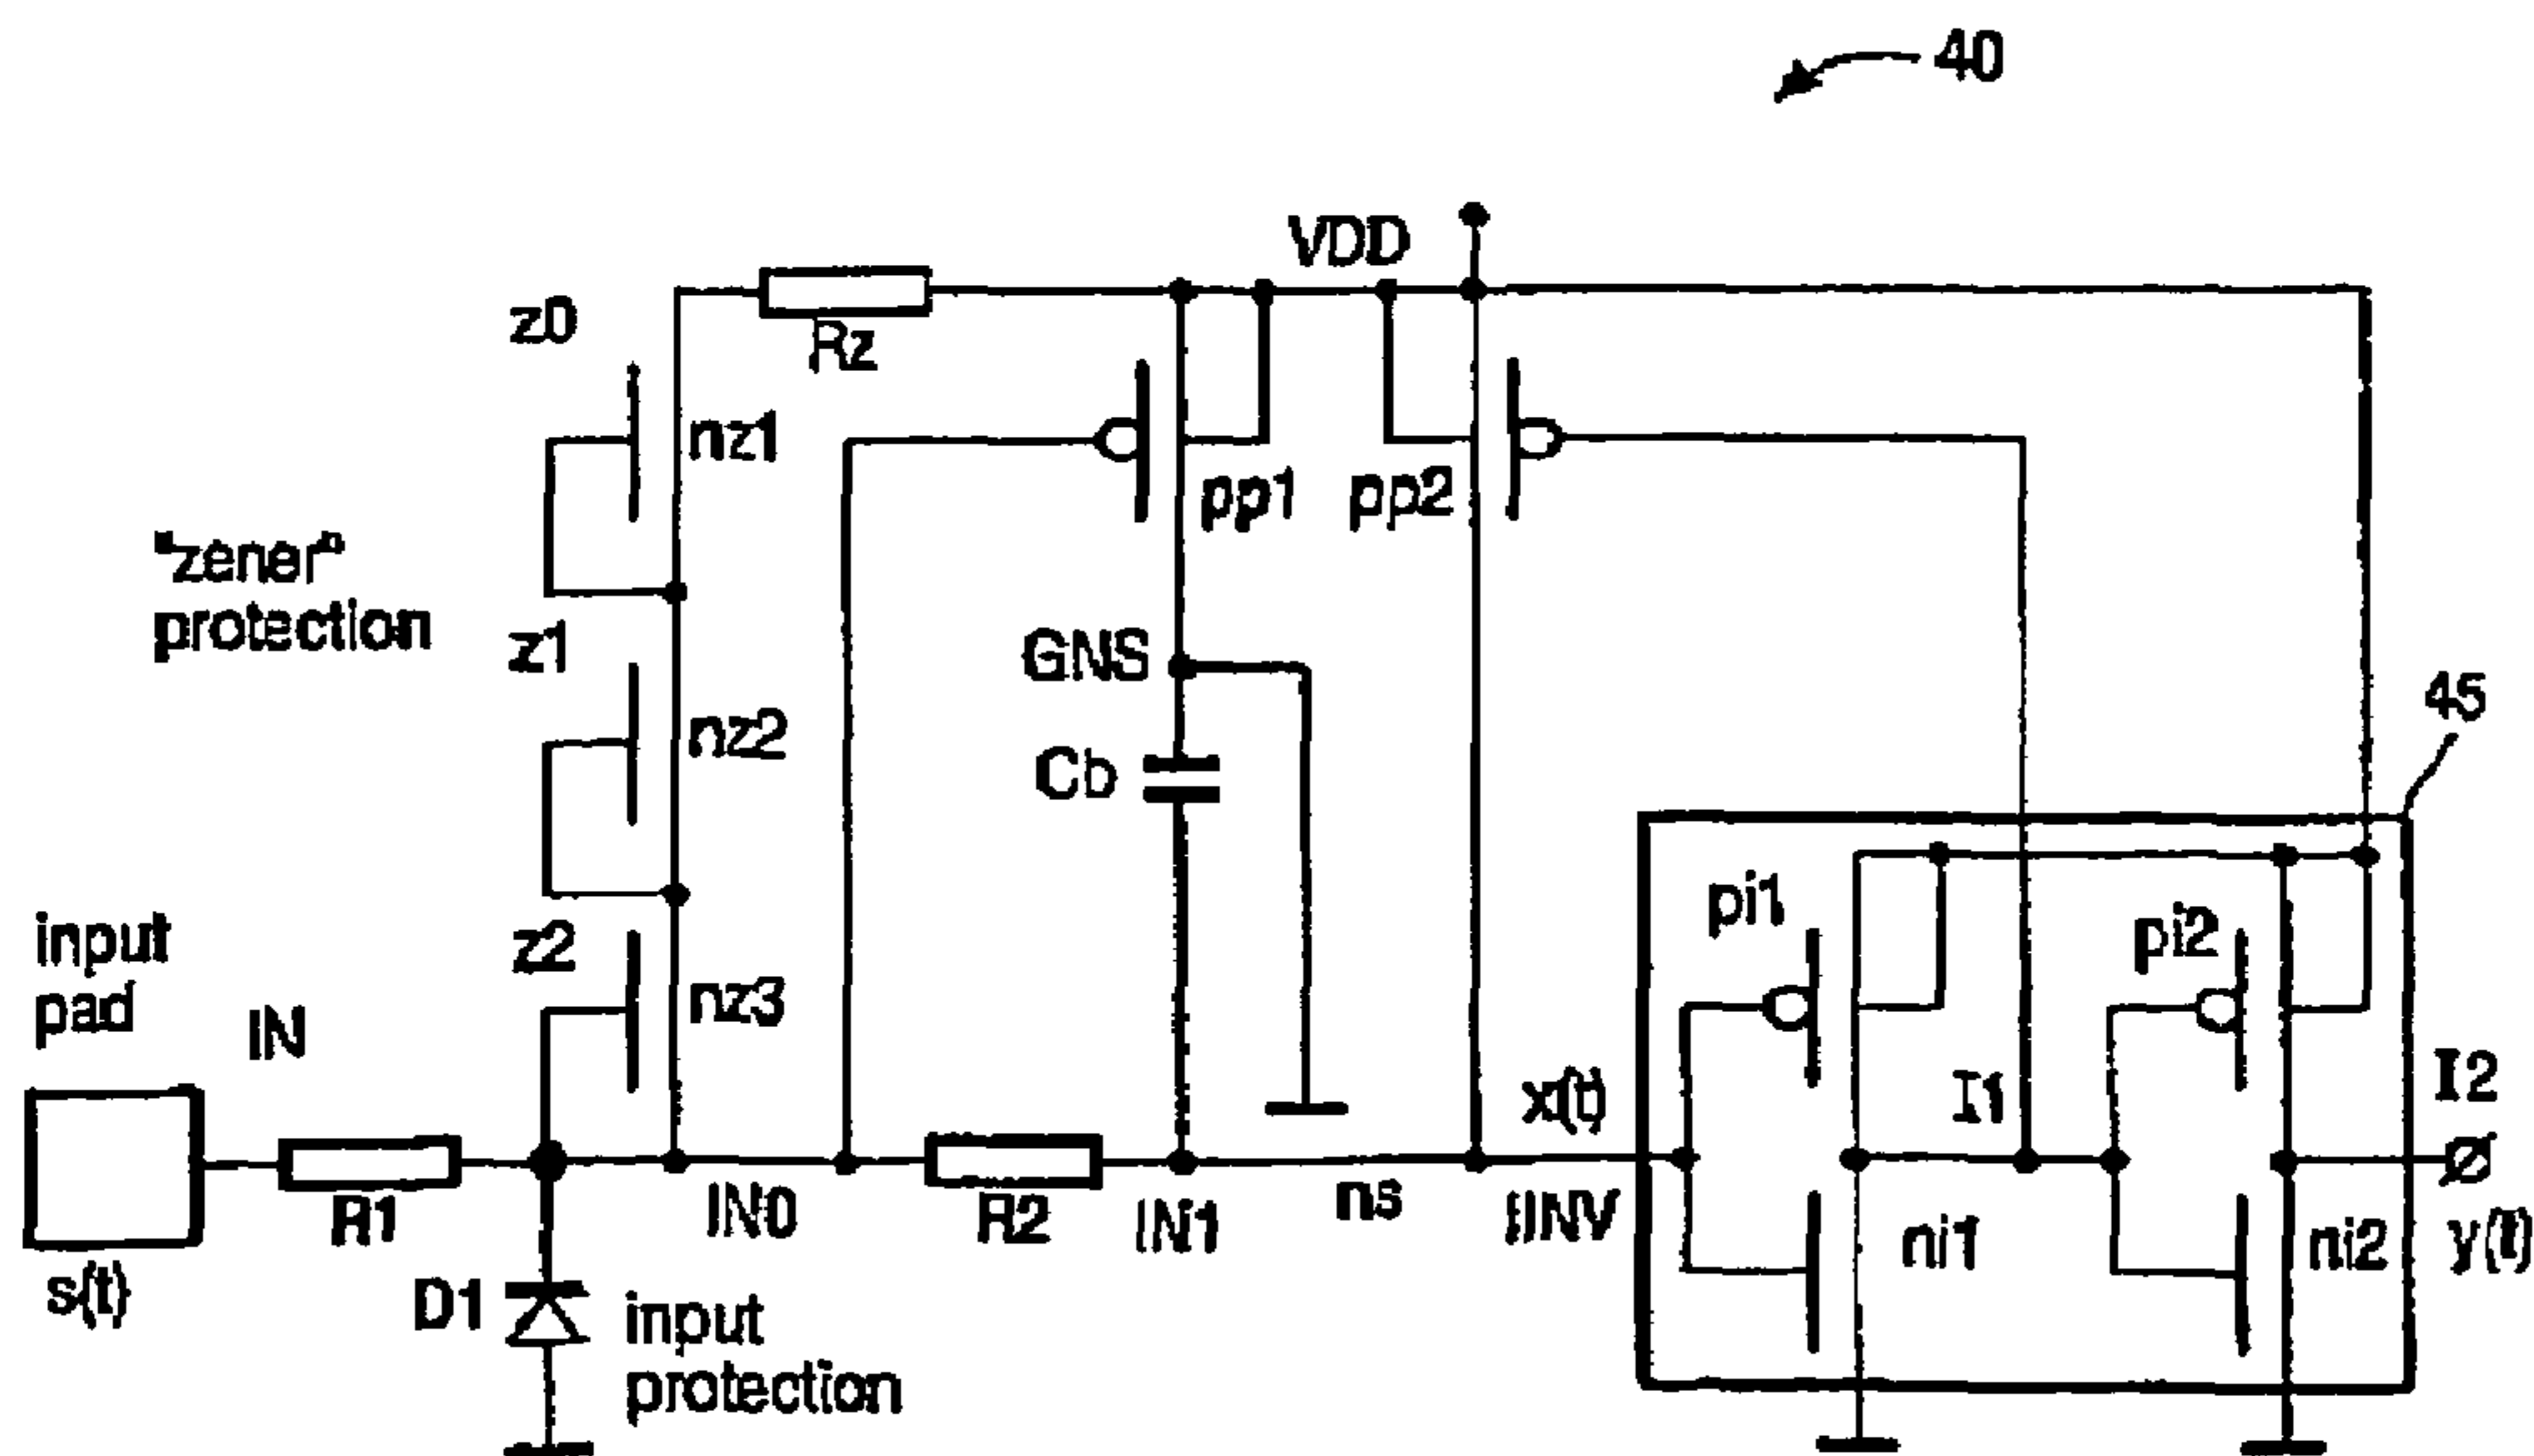 40
VDD
z0
Rz
nz1
pp1
pp2
"zener"
protection
z1
GNS
nz2
45
Cb
pi1
pi2
input
pad
z2
nz3
IN
x(t)
I1
I2
IN0
R1
R2
IN1
ns
IINV
ni1
ni2
y(t)
s(t)
D1
input
protection